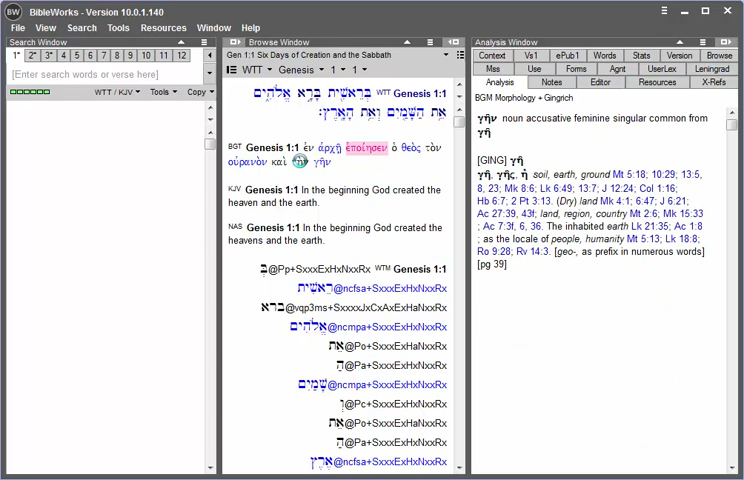 BibleWorks - Version 10.0.1.140
File View Search Tools Resources Window Help
Search Window
1* 2* 3* 4 5 6 7 8 9 10 11 12
[Enter search words or verse here]
WTT / KJV Tools Copy
Browse Window
Gen 1:1 Six Days of Creation and the Sabbath
WTT Genesis 1 1
WTT Genesis 1:1 בְּרֵאשִׁ֖ית בָּרָ֣א אֱלֹהִ֑ים
אֵ֥ת הַשָּׁמַ֖יִם וְאֵ֥ת הָאָֽרֶץ׃
BGT Genesis 1:1 ἐν ἀρχῇ ἐποίησεν ὁ θεὸς τὸν
οὐρανὸν καὶ τὴν γῆν
KJV Genesis 1:1 In the beginning God created the
heaven and the earth.
NAS Genesis 1:1 In the beginning God created the
heavens and the earth.
WTM Genesis 1:1 בְּ@Pp+SxxxExHxNxxRx
רֵאשִׁית@ncfsa+SxxxExHxNxxRx
ברא@vqp3ms+SxxxxJxCxAxExHaNxxRx
אֱלֹהִים@ncmpa+SxxxExHxNxxRx
אֵת@Po+SxxxExHaNxxRx
הַ@Pa+SxxxExHxNxxRx
שָׁמַיִם@ncmpa+SxxxExHxNxxRx
וְ@Pc+SxxxExHxNxxRx
אֵת@Po+SxxxExHaNxxRx
הַ@Pa+SxxxExHxNxxRx
אֶרֶץ@ncfsa+SxxxExHxNxxRx
Analysis Window
Context Vs1 ePub1 Words Stats Version
Mss Use Forms Agnt UserLex Leningrad
Analysis Notes Editor Resources X-Refs
BGM Morphology + Gingrich
γῆν noun accusative feminine singular common from
γῆ
[GING] γῆ
γῆ, γῆς, ἡ soil, earth, ground Mt 5:18; 10:29; 13:5,
8, 23; Mk 8:6; Lk 6:49; 13:7; J 12:24; Col 1:16;
Hb 6:7; 2 Pt 3:13. (Dry) land Mk 4:1; 6:47; J 6:21;
Ac 27:39, 43f; land, region, country Mt 2:6; Mk 15:33
; Ac 7:3f, 6, 36. The inhabited earth Lk 21:35; Ac 1:8
; as the locale of people, humanity Mt 5:13; Lk 18:8;
Ro 9:28; Rv 14:3. [geo-, as prefix in numerous words]
[pg 39]